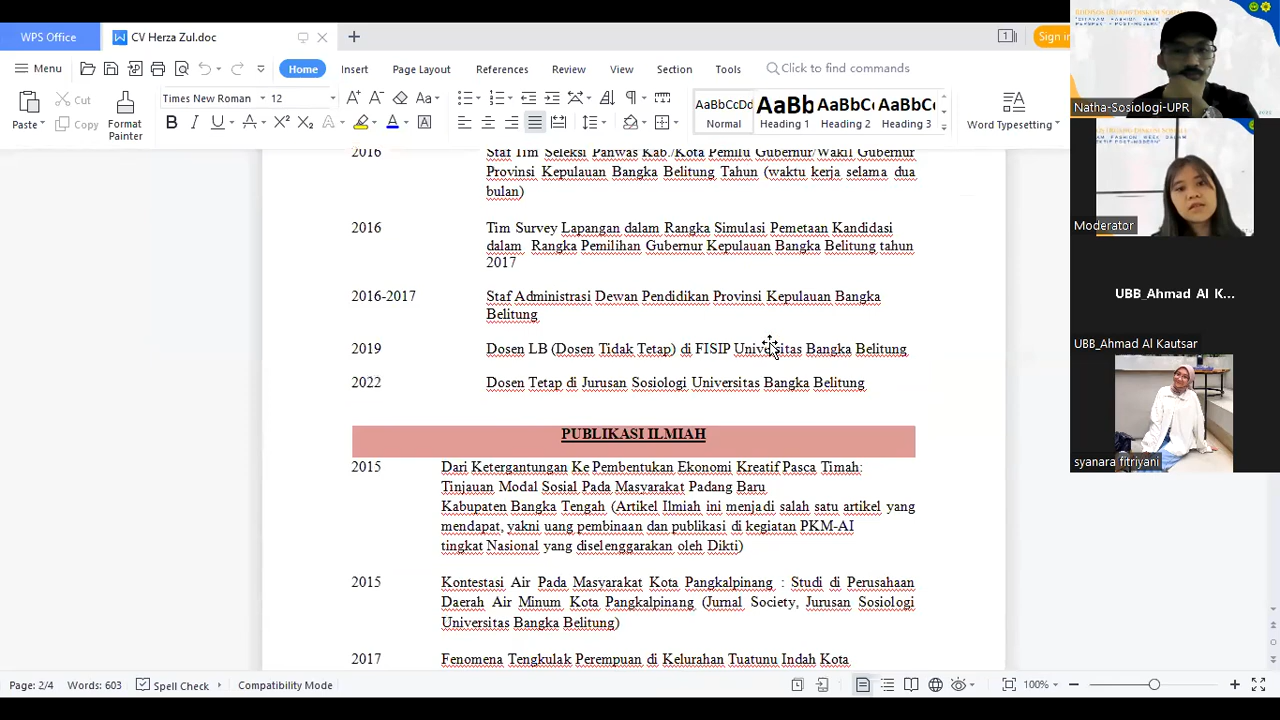 WPS Office
CV Herza Zul.doc
1
Sign in
Menu
Home
Insert
Page Layout
References
Review
View
Section
Tools
Click to find commands
Paste
Cut
Copy
Format
Painter
Times New Roman
12
AaBbCcDd
Normal
AaBb
Heading 1
AaBbC
Heading 2
AaBbC
Heading 3
Word Typesetting
2016 Staf Tim Seleksi Panwas Kab/Kota Pemilu Gubernur/Wakil Gubernur
Provinsi Kepulauan Bangka Belitung Tahun (waktu kerja selama dua
bulan)
2016 Tim Survey Lapangan dalam Rangka Simulasi Pemetaan Kandidasi
dalam Rangka Pemilihan Gubernur Kepulauan Bangka Belitung tahun
2017
2016-2017 Staf Administrasi Dewan Pendidikan Provinsi Kepulauan Bangka
Belitung
2019 Dosen LB (Dosen Tidak Tetap) di FISIP Universitas Bangka Belitung
2022 Dosen Tetap di Jurusan Sosiologi Universitas Bangka Belitung
PUBLIKASI ILMIAH
2015 Dari Ketergantungan Ke Pembentukan Ekonomi Kreatif Pasca Timah:
Tinjauan Modal Sosial Pada Masyarakat Padang Baru
Kabupaten Bangka Tengah (Artikel Ilmiah ini menjadi salah satu artikel yang
mendapat, yakni uang pembinaan dan publikasi di kegiatan PKM-AI
tingkat Nasional yang diselenggarakan oleh Dikti)
2015 Kontestasi Air Pada Masyarakat Kota Pangkalpinang : Studi di Perusahaan
Daerah Air Minum Kota Pangkalpinang (Jurnal Society, Jurusan Sosiologi
Universitas Bangka Belitung)
2017 Fenomena Tengkulak Perempuan di Kelurahan Tuatunu Indah Kota
Page: 2/4
Words: 603
Spell Check
Compatibility Mode
100%
Natha-Sosiologi-UPR
Moderator
UBB_Ahmad Al K...
UBB_Ahmad Al Kautsar
syanara fitriyani